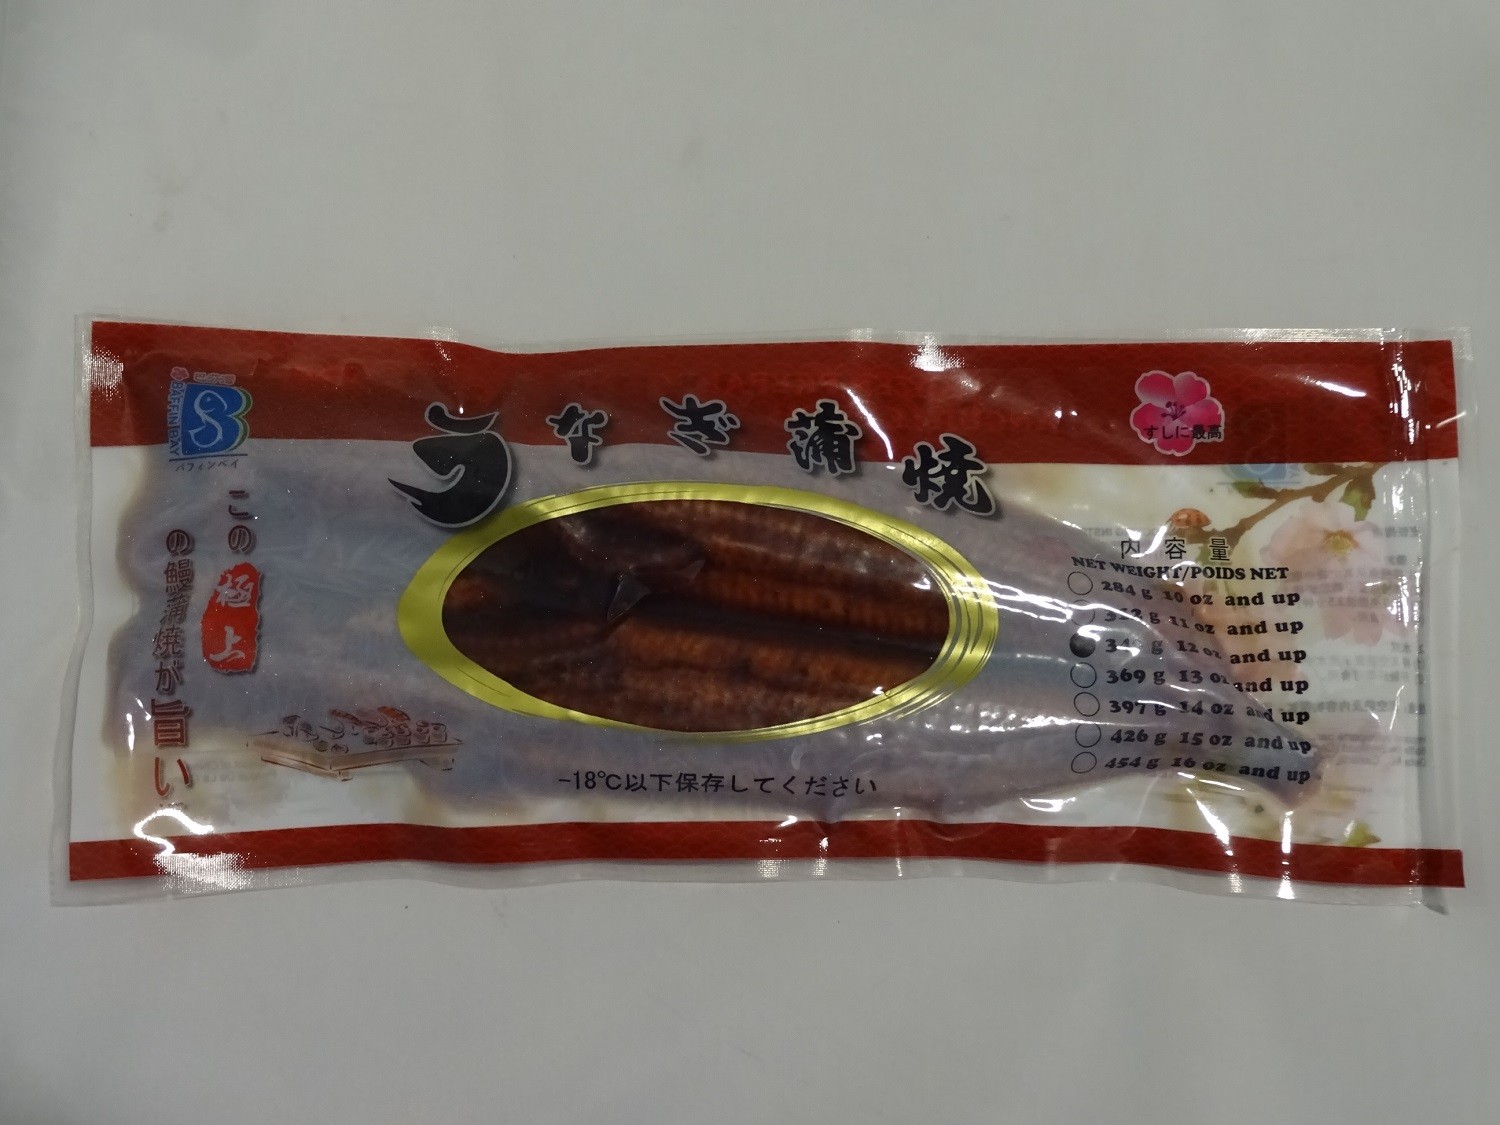 BAFFIN BAY
バフィンベイ
うなぎ蒲焼
すしに最高
この極上
の鰻蒲焼が旨い
内容量
NET WEIGHT/POIDS NET
284 g 10 oz and up
11 oz and up
12 oz and up
369 g 13 oz and up
397 g 14 oz and up
426 g 15 oz and up
454 g 16 oz and up
-18℃以下保存してください